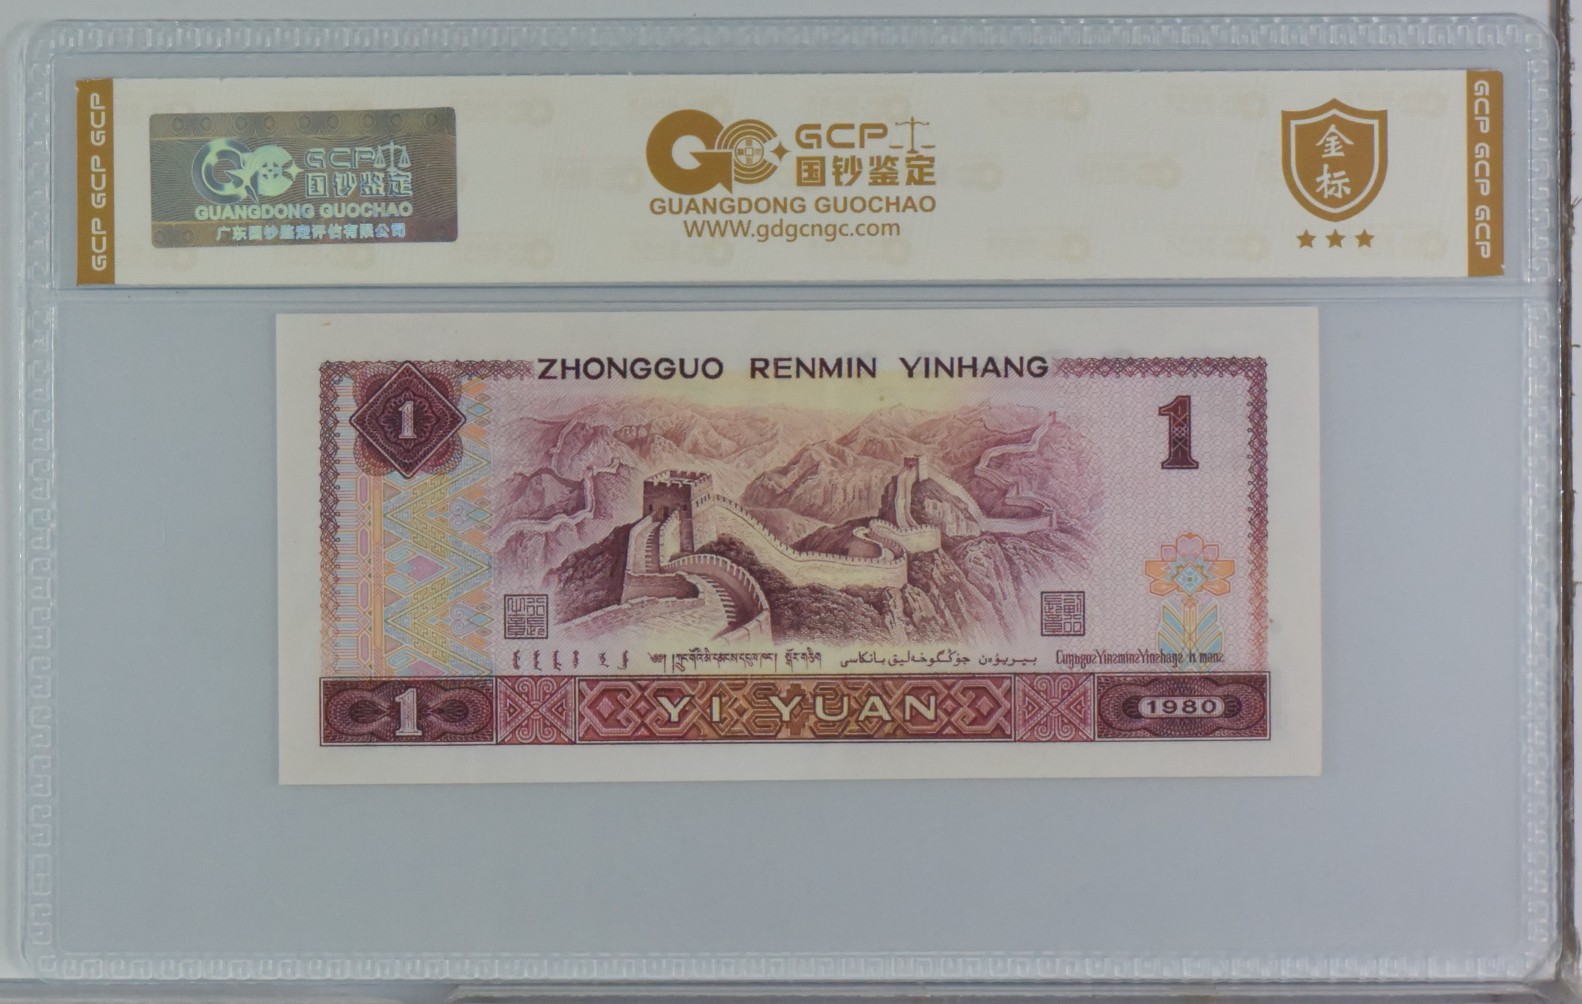 GCP GCP GCP
GCP
国钞鉴定
GUANGDONG GUOCHAO
广东国钞鉴定评估有限公司
GCP
国钞鉴定
GUANGDONG GUOCHAO
WWW.gdgcngc.com
金
标
GCP GCP GCP
ZHONGGUO RENMIN YINHANG
1
1
1
YI YUAN
1980